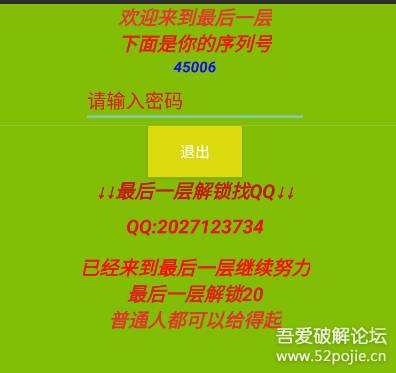 欢迎来到最后一层
下面是你的序列号
45006
请输入密码
退出
↓↓最后一层解锁找QQ↓↓
QQ:2027123734
已经来到最后一层继续努力
最后一层解锁20
普通人都可以给得起
吾爱破解论坛
www.52pojie.cn